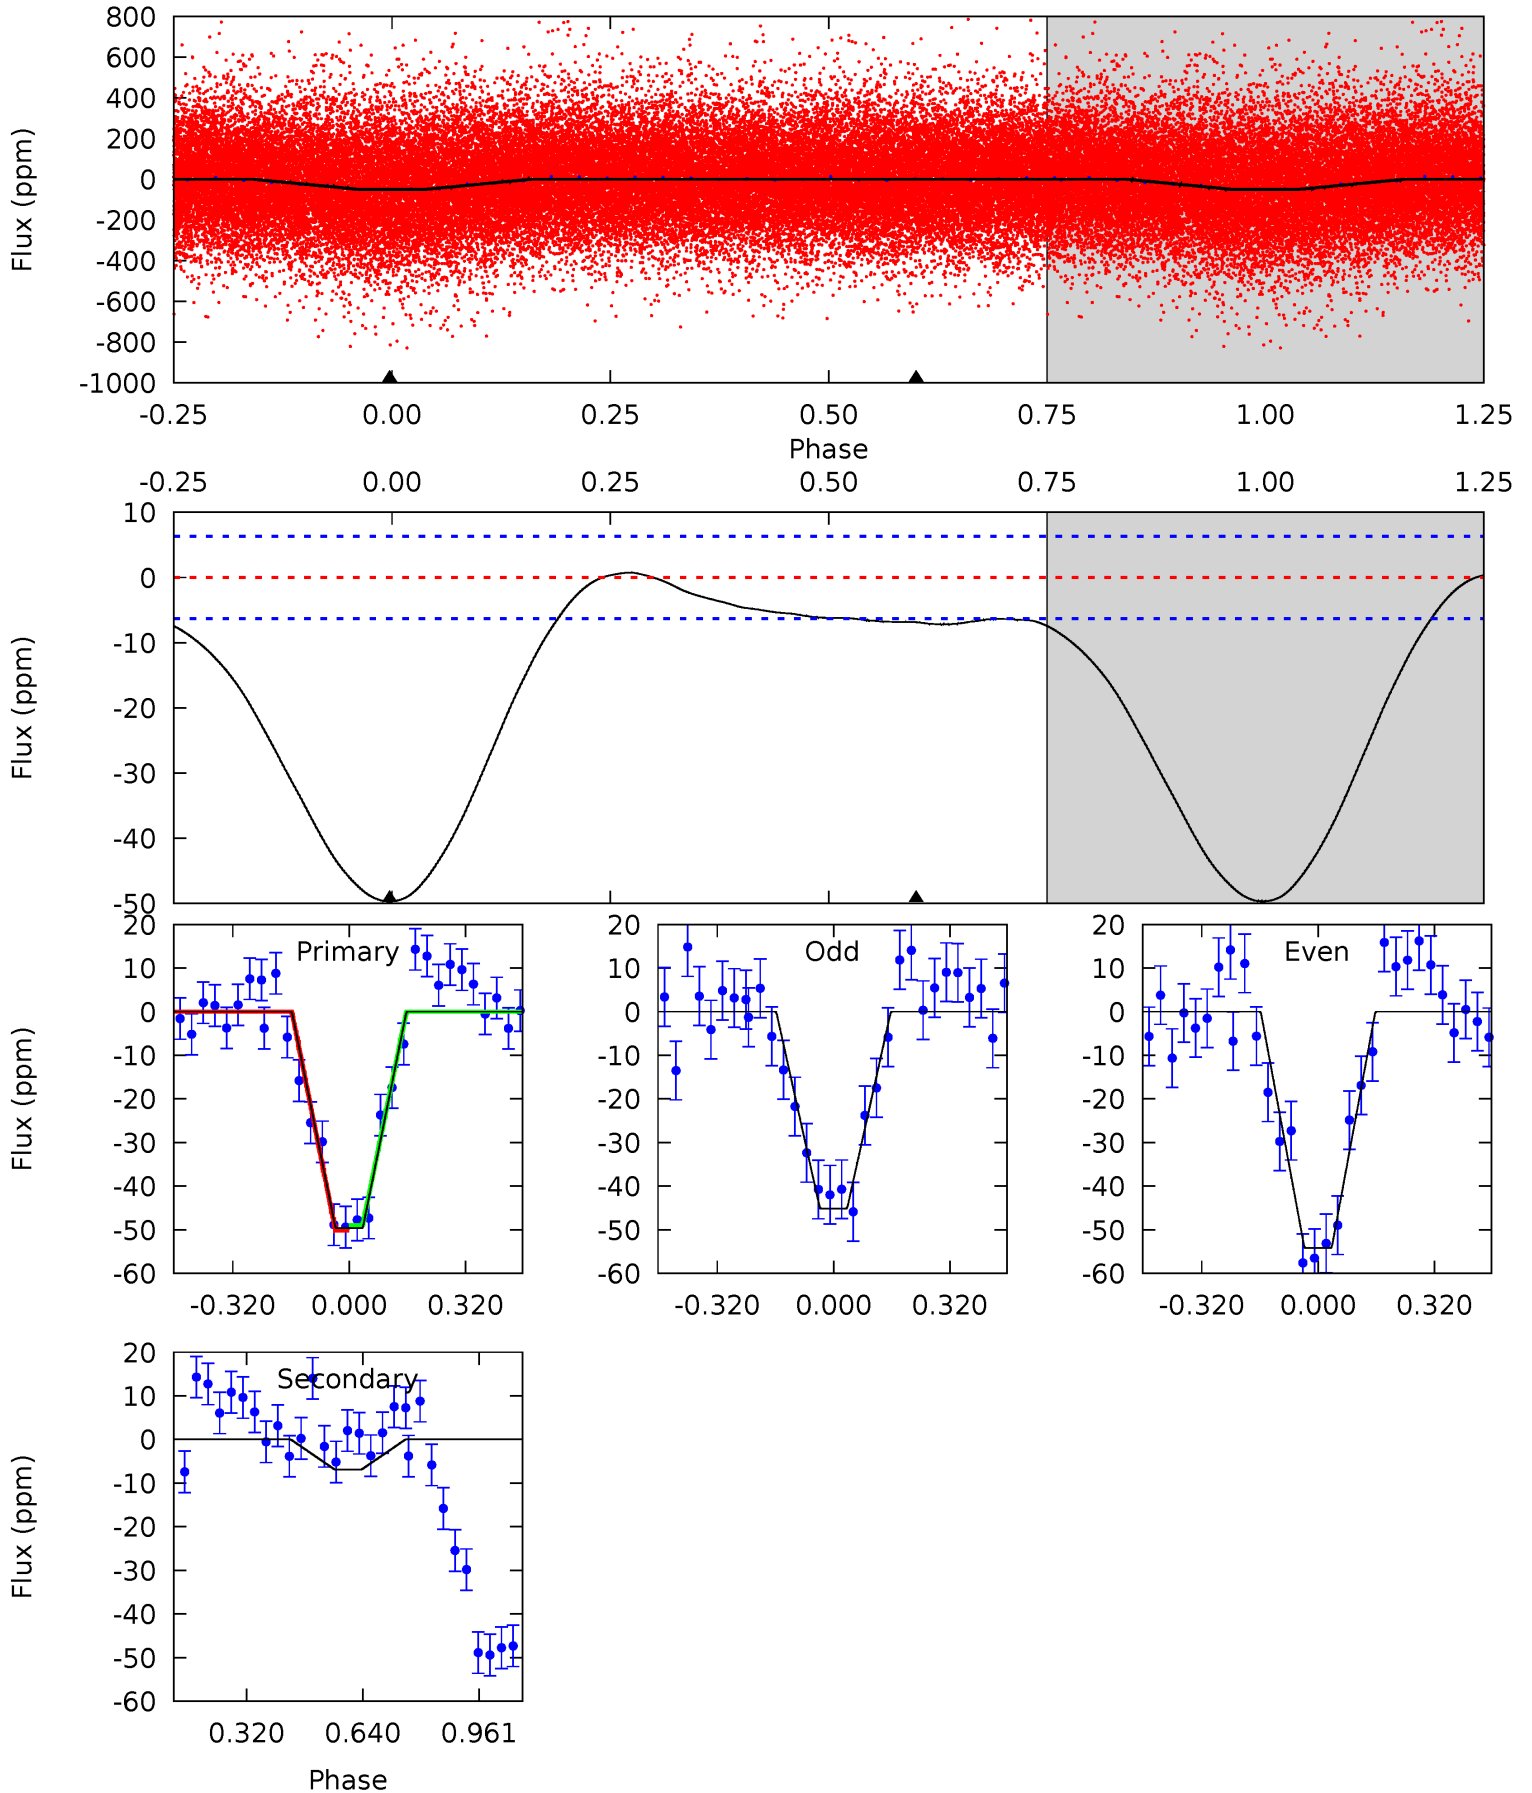 800
600
400
200
0
-200
-400
-600
-800
-1000
Flux (ppm)
-0.25 0.00 0.25 0.50 0.75 1.00 1.25
Phase
-0.25 0.00 0.25 0.50 0.75 1.00 1.25
10
0
-10
-20
-30
-40
-50
Flux (ppm)
Primary Odd Even
20 20 20
10 10 10
0 0 0
-10 -10 -10
-20 -20 -20
-30 -30 -30
-40 -40 -40
-50 -50 -50
-60 -60 -60
Flux (ppm)
-0.320 0.000 0.320 -0.320 0.000 0.320 -0.320 0.000 0.320
Secondary
20
10
0
-10
-20
-30
-40
-50
-60
Flux (ppm)
0.320 0.640 0.961
Phase